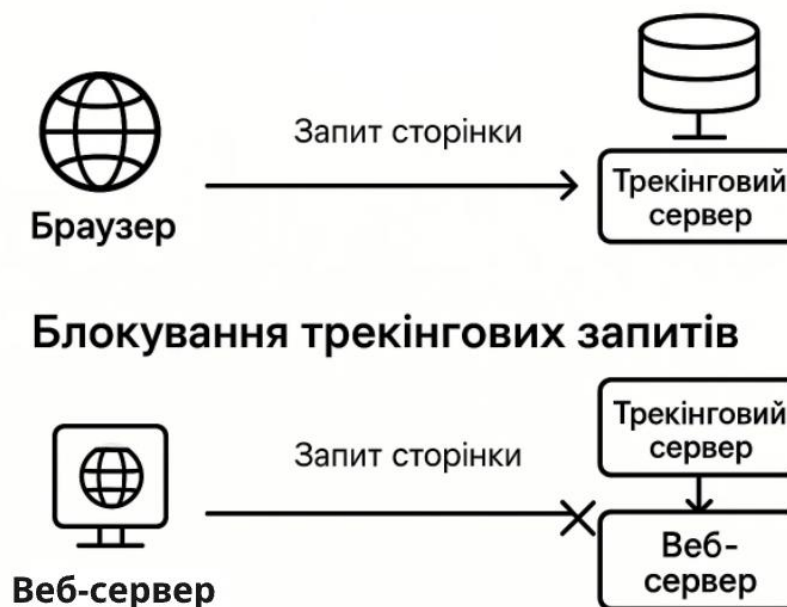 Запит сторінки
Браузер
Трекінговий
сервер
Блокування трекінгових запитів
Запит сторінки
Веб-сервер
Трекінговий
сервер
Веб-
сервер